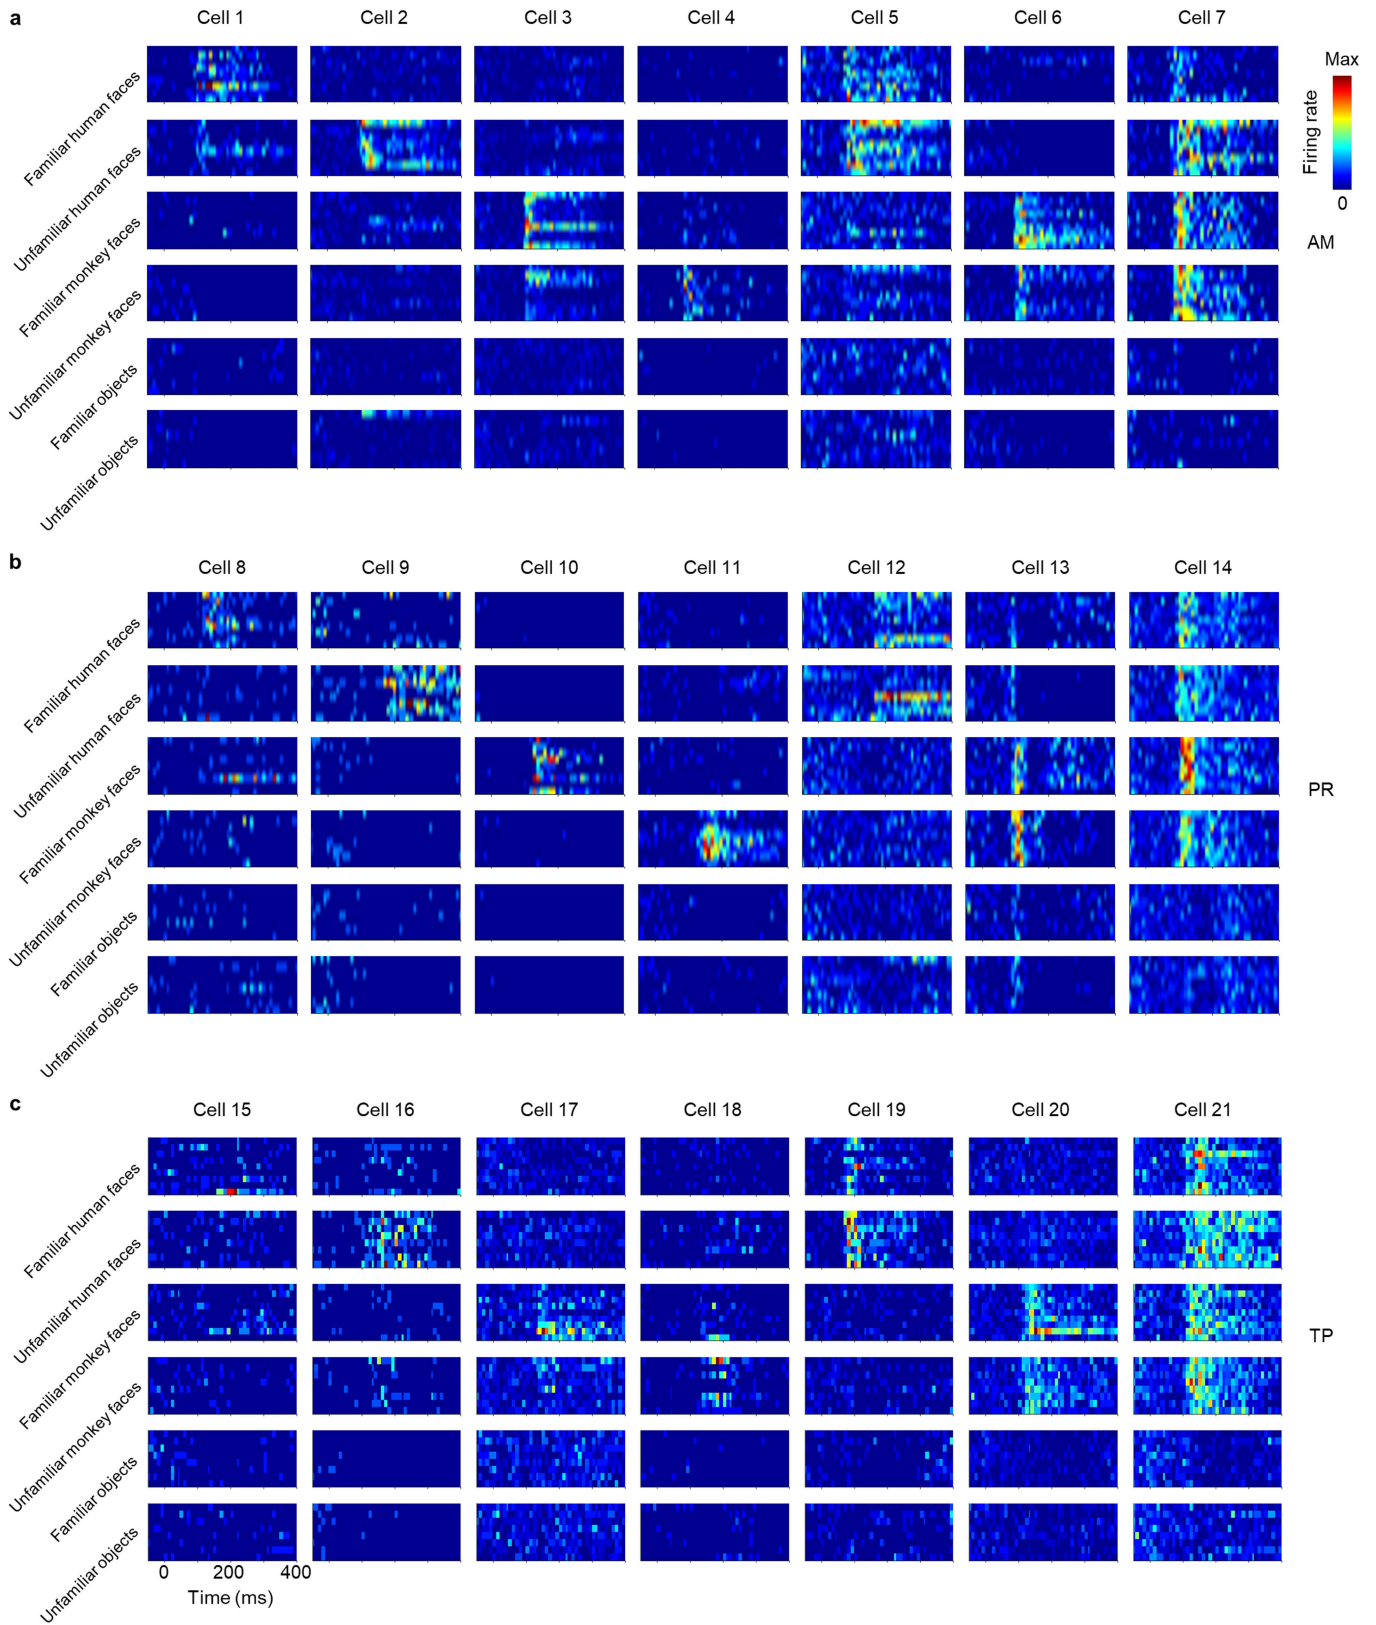 a
Cell 1 Cell 2 Cell 3 Cell 4 Cell 5 Cell 6 Cell 7
Familiar human faces
Unfamiliar human faces
Familiar monkey faces
Unfamiliar monkey faces
Familiar objects
Unfamiliar objects
Max
Firing rate
0
AM
b
Cell 8 Cell 9 Cell 10 Cell 11 Cell 12 Cell 13 Cell 14
Familiar human faces
Unfamiliar human faces
Familiar monkey faces
Unfamiliar monkey faces
Familiar objects
Unfamiliar objects
PR
c
Cell 15 Cell 16 Cell 17 Cell 18 Cell 19 Cell 20 Cell 21
Familiar human faces
Unfamiliar human faces
Familiar monkey faces
Unfamiliar monkey faces
Familiar objects
Unfamiliar objects
TP
0 200 400
Time (ms)